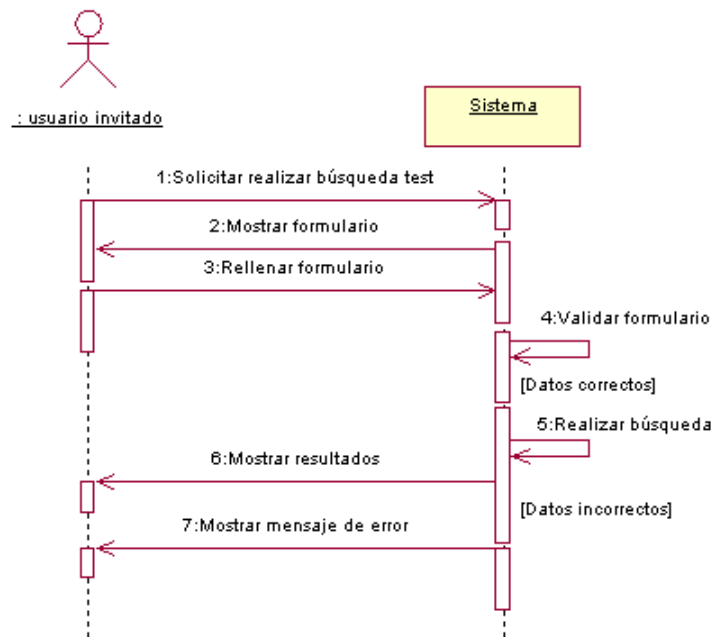 Sistema
_: usuario invitado
1:Solicitar realizar búsqueda test
2:Mostrar formulario
3:Rellenar formulario
4:Validar formulario
[Datos correctos]
5:Realizar búsqueda
6:Mostrar resultados
[Datos incorrectos]
7:Mostrar mensaje de error